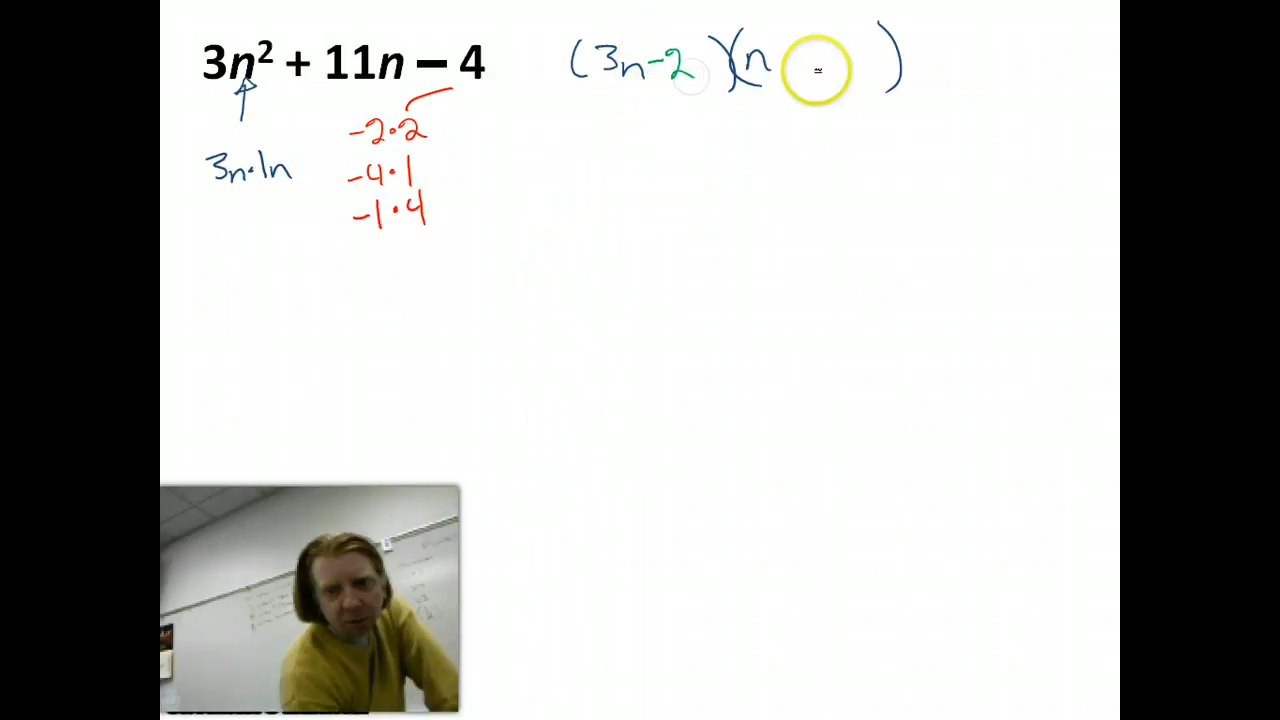 3n² + 11n − 4
(3n-2)(n )
3n·1n
-2·2
-4·1
-1·4